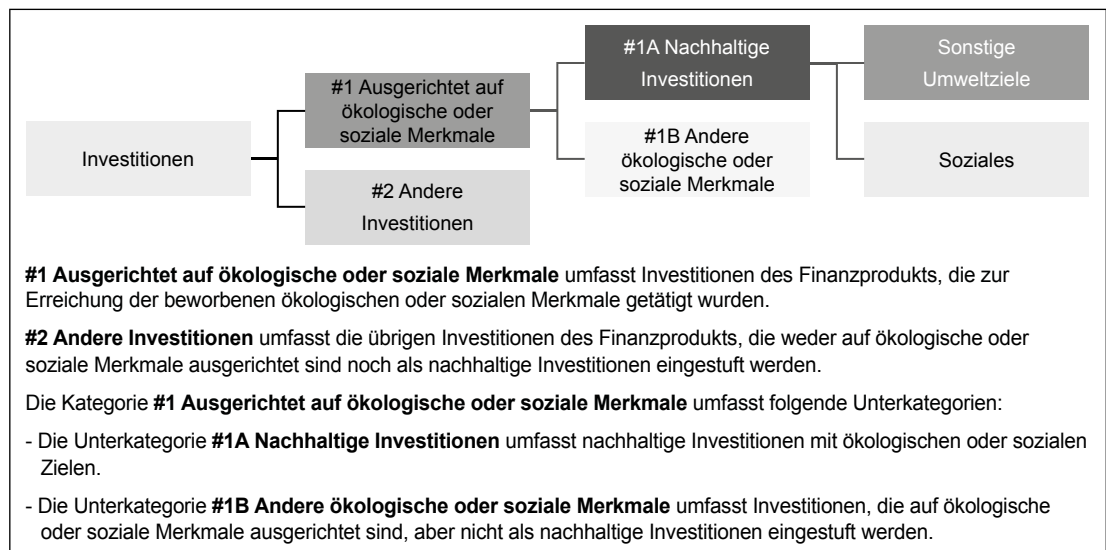 #1A Nachhaltige
Investitionen
Sonstige
Umweltziele
#1 Ausgerichtet auf
ökologische oder
soziale Merkmale
Investitionen
#1B Andere
ökologische oder
soziale Merkmale
Soziales
#2 Andere
Investitionen
#1 Ausgerichtet auf ökologische oder soziale Merkmale umfasst Investitionen des Finanzprodukts, die zur
Erreichung der beworbenen ökologischen oder sozialen Merkmale getätigt wurden.
#2 Andere Investitionen umfasst die übrigen Investitionen des Finanzprodukts, die weder auf ökologische oder
soziale Merkmale ausgerichtet sind noch als nachhaltige Investitionen eingestuft werden.
Die Kategorie #1 Ausgerichtet auf ökologische oder soziale Merkmale umfasst folgende Unterkategorien:
- Die Unterkategorie #1A Nachhaltige Investitionen umfasst nachhaltige Investitionen mit ökologischen oder sozialen
Zielen.
- Die Unterkategorie #1B Andere ökologische oder soziale Merkmale umfasst Investitionen, die auf ökologische
oder soziale Merkmale ausgerichtet sind, aber nicht als nachhaltige Investitionen eingestuft werden.